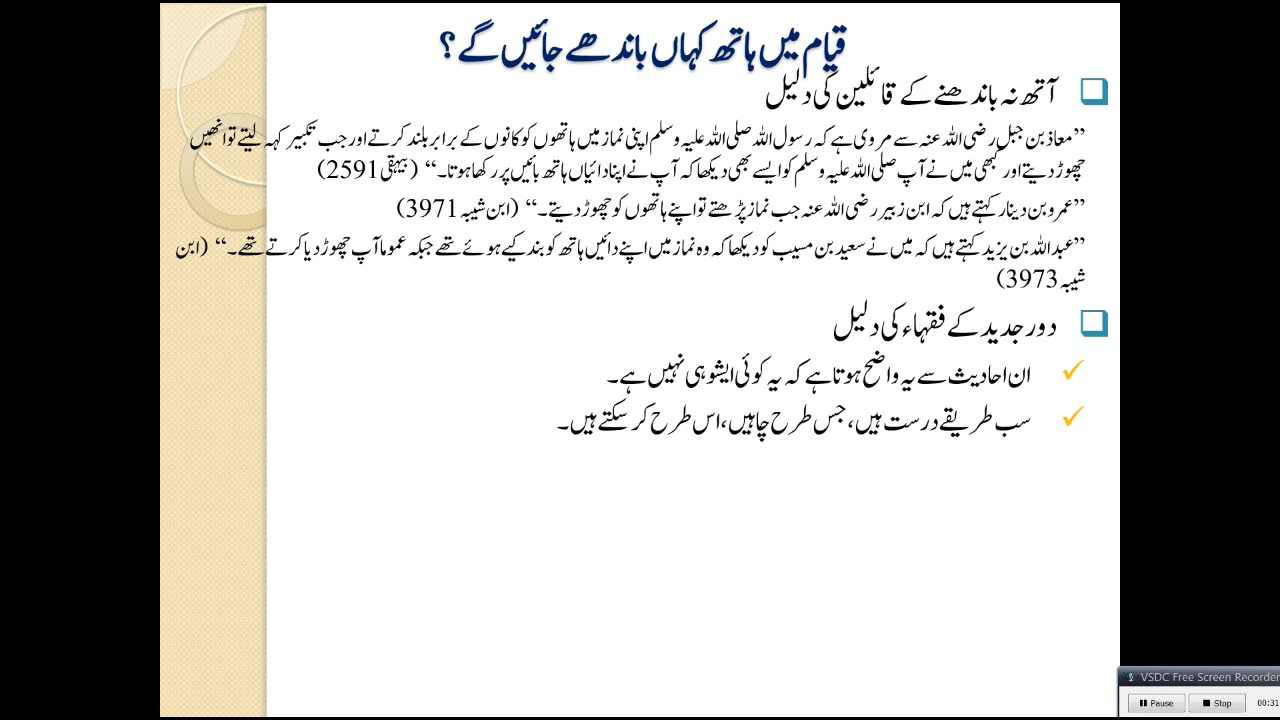 قیام میں ہاتھ کہاں باندھے جائیں گے؟
آتھ نہ باندھنے کے قائلین کی دلیل
”معاذ بن جبل رضی اللہ عنہ سے مروی ہے کہ رسول اللہ صلی اللہ علیہ وسلم اپنی نماز میں ہاتھوں کو کانوں کے برابر بلند کرتے اور جب تکبیر کہہ لیتے تو انھیں
چھوڑ دیتے اور کبھی میں نے آپ صلی اللہ علیہ وسلم کو ایسے بھی دیکھا کہ آپ نے اپنا دائیاں ہاتھ بائیں پر رکھا ہوتا۔“ (بیہقی 2591)
”عمرو بن دینار کہتے ہیں کہ ابن زبیر رضی اللہ عنہ جب نماز پڑھتے تو اپنے ہاتھوں کو چھوڑ دیتے۔“ (ابن شیبہ 3971)
”عبد اللہ بن یزید کہتے ہیں کہ میں نے سعید بن مسیب کو دیکھا کہ وہ نماز میں اپنے دائیں ہاتھ کو بند کیے ہوئے تھے جبکہ عموما آپ چھوڑ دیا کرتے تھے۔“ (ابن
شیبہ 3973)
دور جدید کے فقہاء کی دلیل
ان احادیث سے یہ واضح ہوتا ہے کہ یہ کوئی ایشو ہی نہیں ہے۔
سب طریقے درست ہیں، جس طرح چاہیں، اس طرح کر سکتے ہیں۔
VSDC Free Screen Recorder
Pause Stop 00:31